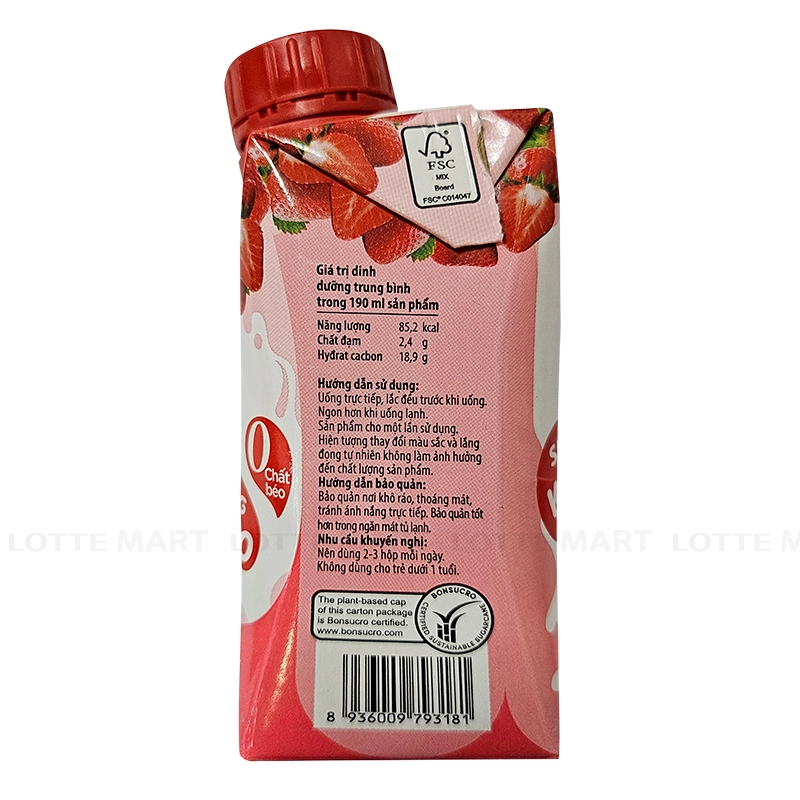 FSC
MIX
Board
FSC® C014047
Giá trị dinh
dưỡng trung bình
trong 190 ml sản phẩm
Năng lượng 85,2 kcal
Chất đạm 2,4 g
Hyđrat cacbon 18,9 g
Hướng dẫn sử dụng:
Uống trực tiếp, lắc đều trước khi uống.
Ngon hơn khi uống lạnh.
Sản phẩm cho một lần sử dụng.
Hiện tượng thay đổi màu sắc và lắng
đọng tự nhiên không làm ảnh hưởng
đến chất lượng sản phẩm.
Hướng dẫn bảo quản:
Bảo quản nơi khô ráo, thoáng mát,
tránh ánh nắng trực tiếp. Bảo quản tốt
hơn trong ngăn mát tủ lạnh.
Nhu cầu khuyến nghị:
Nên dùng 2-3 hộp mỗi ngày.
Không dùng cho trẻ dưới 1 tuổi.
0
Chất
béo
The plant-based cap
of this carton package
is Bonsucro certified.
www.bonsucro.com
BONSUCRO
CERTIFIED SUSTAINABLE SUGARCANE
8 936009 793181
LOTTE MART LOTTE MART LOTTE MART LOTTE M